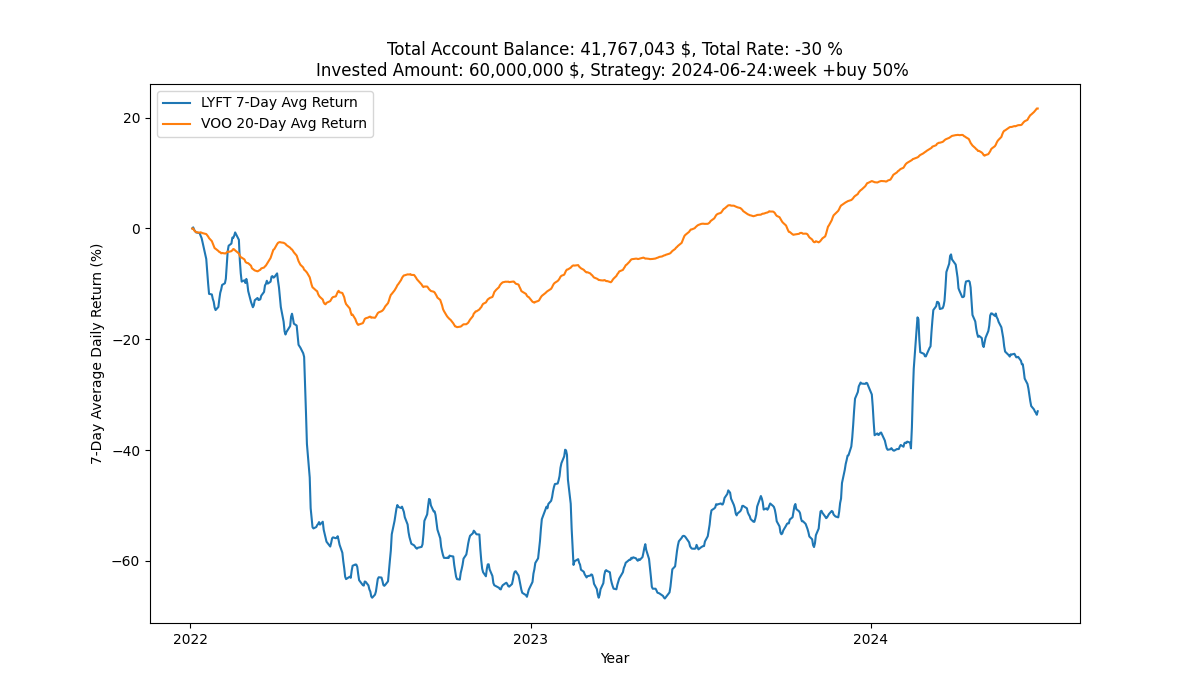 Total Account Balance: 41,767,043 $, Total Rate: -30 %
Invested Amount: 60,000,000 $, Strategy: 2024-06-24:week +buy 50%
LYFT 7-Day Avg Return
VOO 20-Day Avg Return
7-Day Average Daily Return (%)
20
0
−20
−40
−60
2022
2023
2024
Year